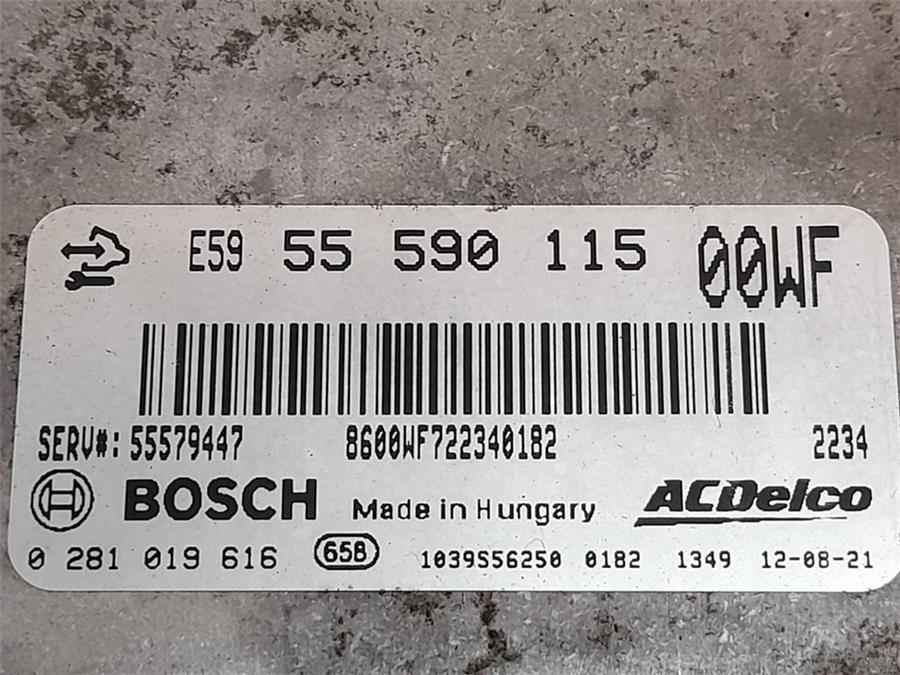 E59 55 590 115 00WF
SERV#: 55579447 8600WF722340182 2234
BOSCH Made in Hungary ACDelco
0 281 019 616 658 1039S56250 0182 1349 12-08-21